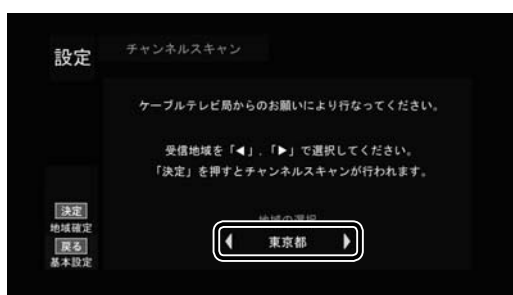 設定
チャンネルスキャン
ケーブルテレビ局からのお願いにより行なってください。
受信地域を「◀」.「▶」で選択してください。
「決定」を押すとチャンネルスキャンが行われます。
地域の選択
◀ 東京都 ▶
決定
地域確定
戻る
基本設定